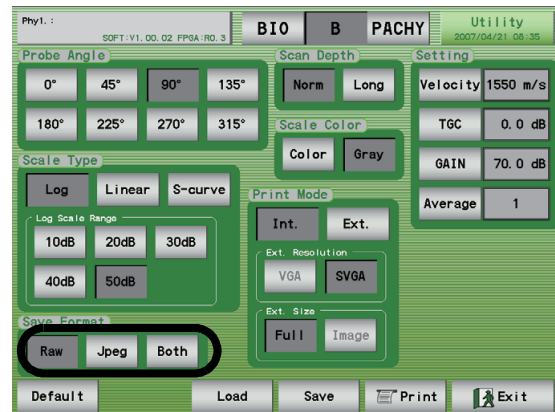 Phy1. :
SOFT:V1.00.02 FPGA:R0.3
BIO B PACHY
Utility
2007/04/21 08:35
Probe Angle
0° 45° 90° 135°
180° 225° 270° 315°
Scan Depth
Norm Long
Scale Color
Color Gray
Setting
Velocity 1550 m/s
TGC 0.0 dB
GAIN 70.0 dB
Average 1
Scale Type
Log Linear S-curve
Log Scale Range
10dB 20dB 30dB
40dB 50dB
Print Mode
Int. Ext.
Ext. Resolution
VGA SVGA
Ext. Size
Full Image
Save Format
Raw Jpeg Both
Default Load Save Print Exit